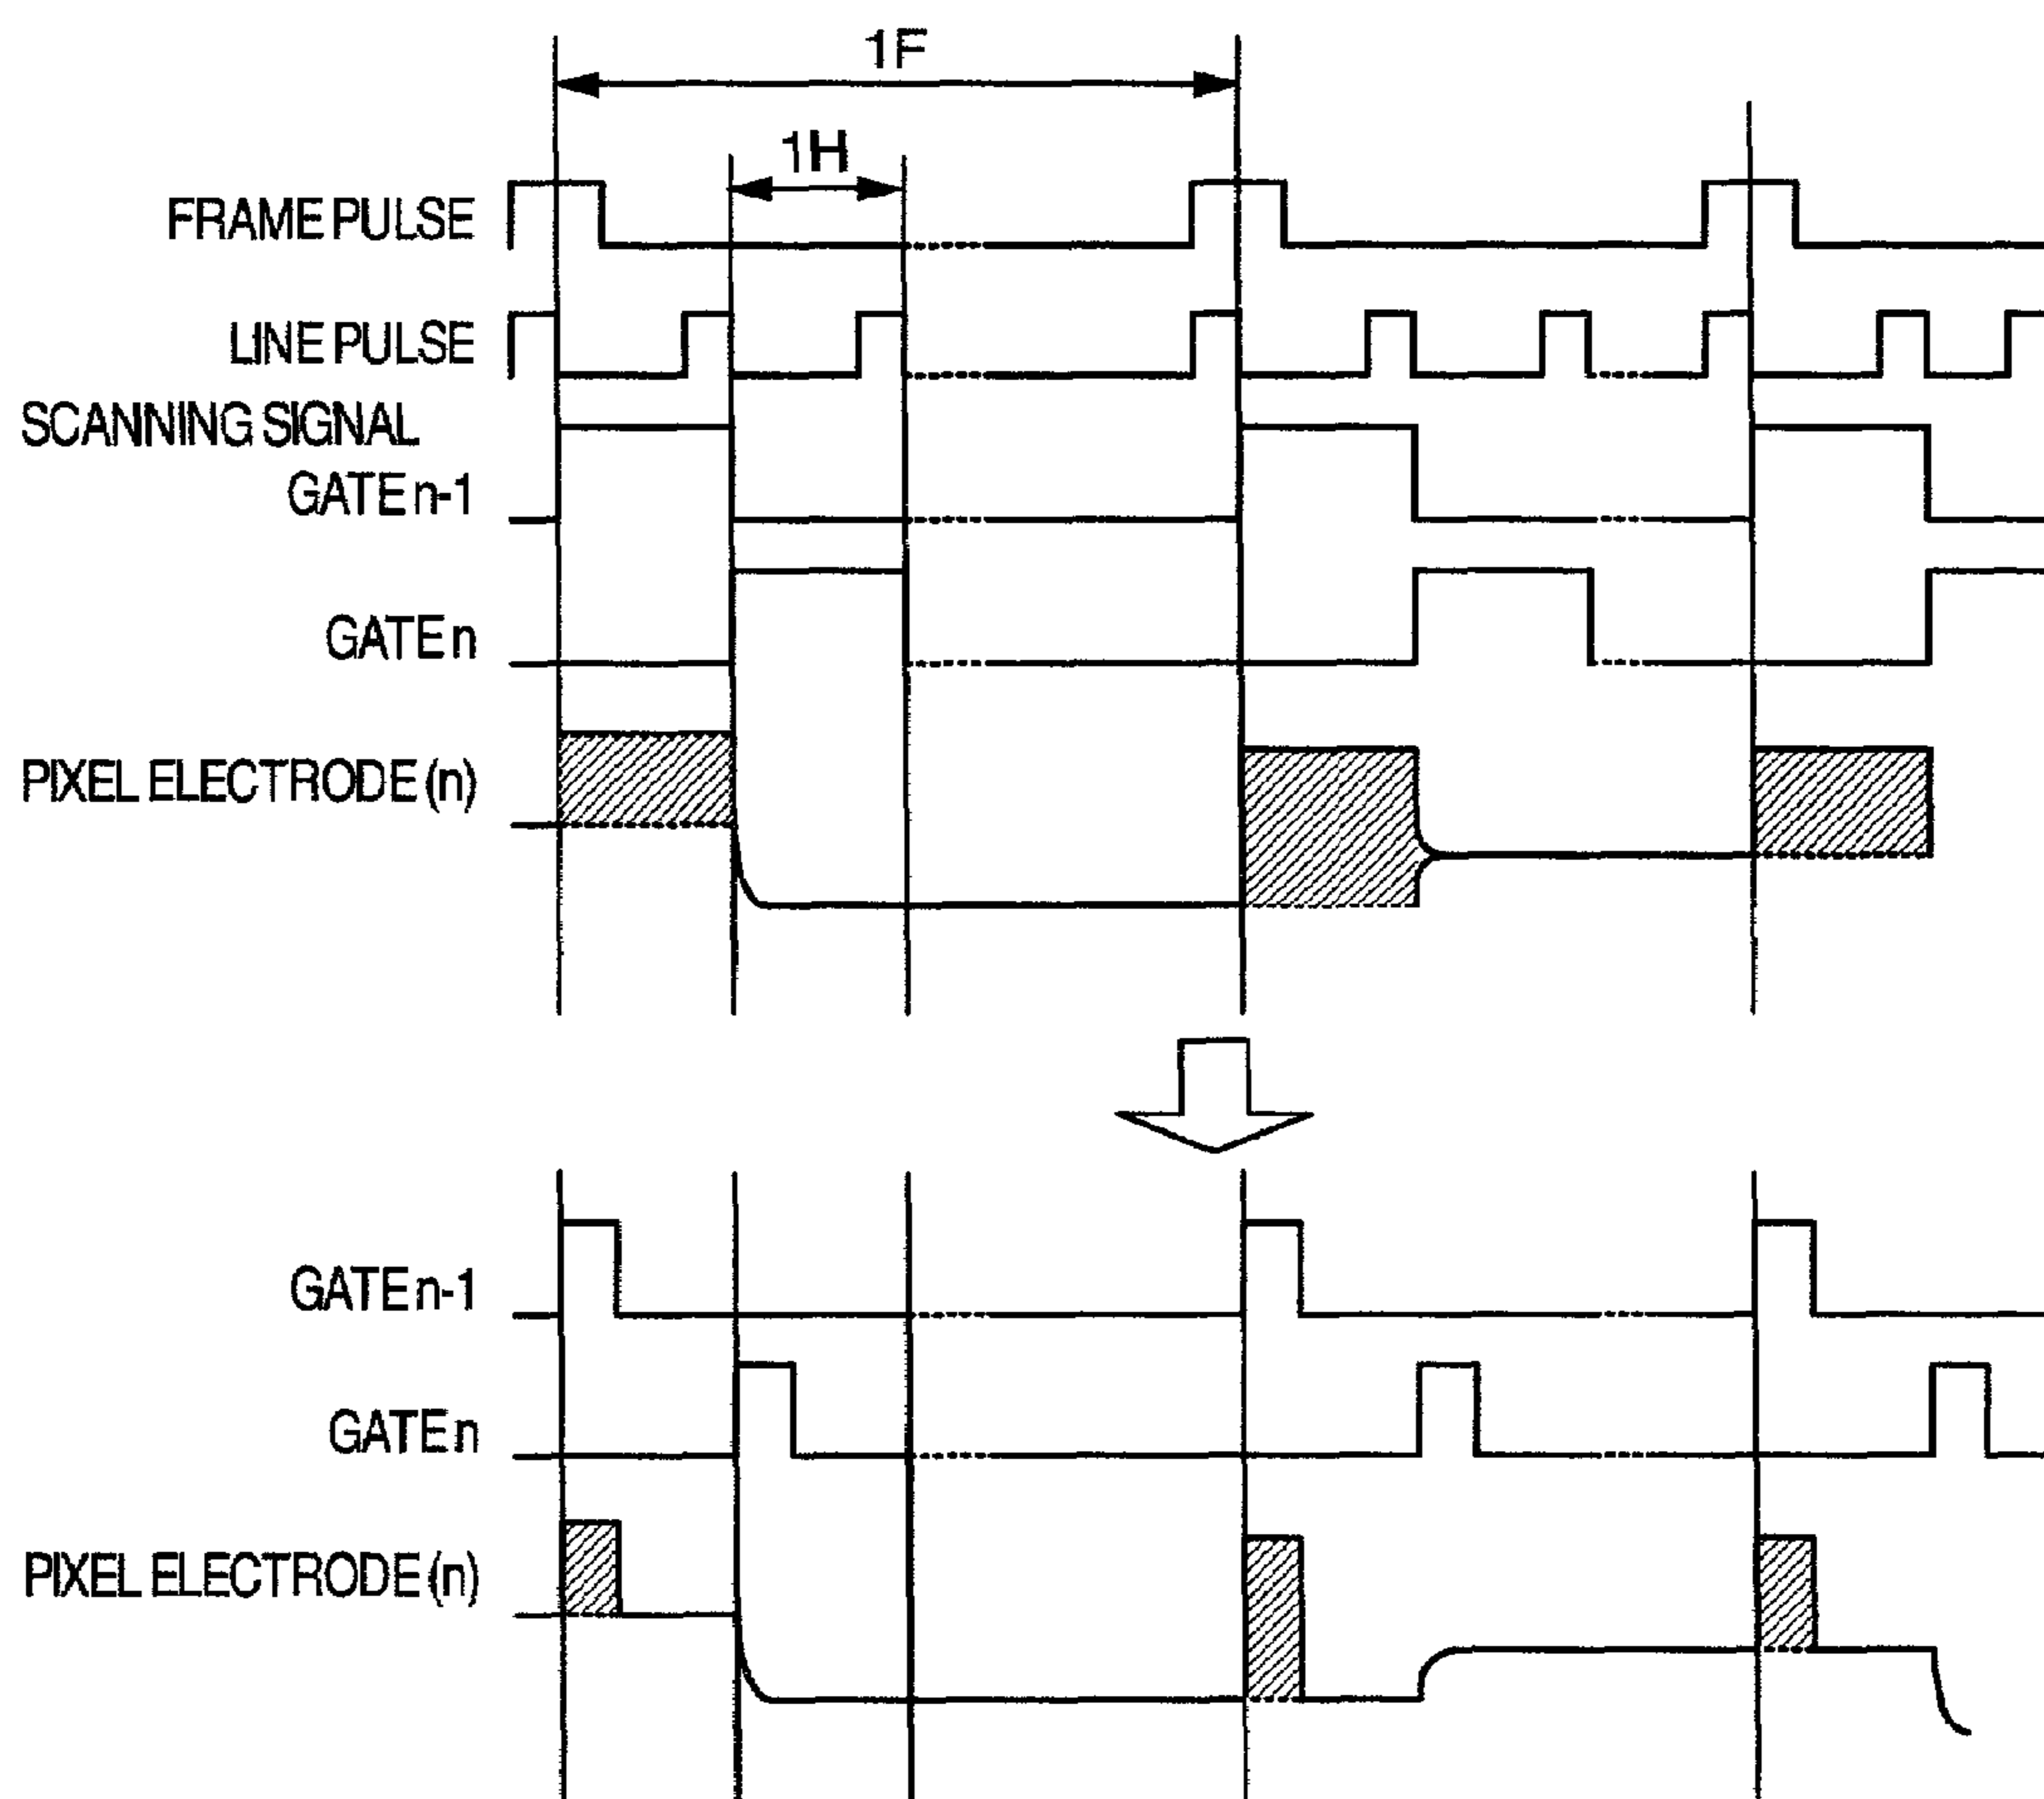 1F
1H
FRAME PULSE
LINE PULSE
SCANNING SIGNAL
GATE n-1
GATE n
PIXEL ELECTRODE (n)
GATE n-1
GATE n
PIXEL ELECTRODE (n)